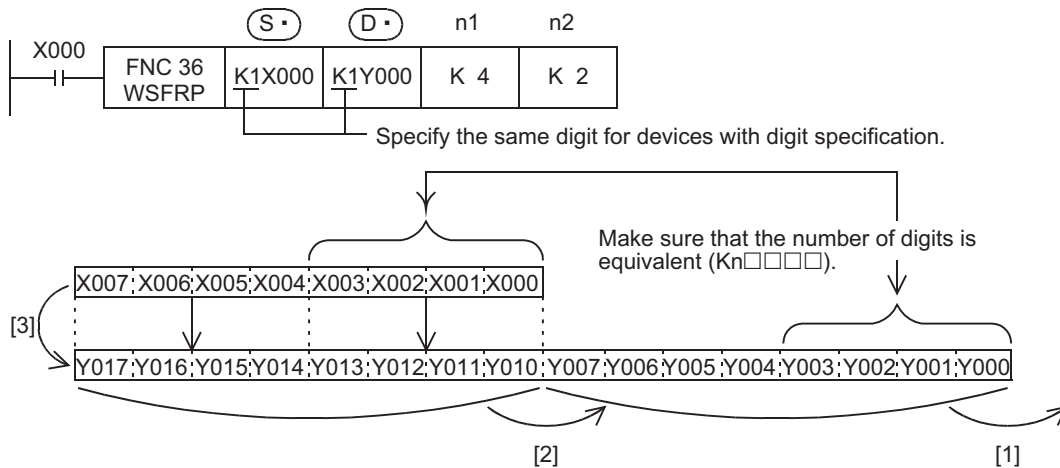 S· D· n1 n2
X000
FNC 36 WSFRP K1X000 K1Y000 K 4 K 2
Specify the same digit for devices with digit specification.
Make sure that the number of digits is
equivalent (Kn□□□□).
X007 X006 X005 X004 X003 X002 X001 X000
[3]
Y017 Y016 Y015 Y014 Y013 Y012 Y011 Y010 Y007 Y006 Y005 Y004 Y003 Y002 Y001 Y000
[2] [1]